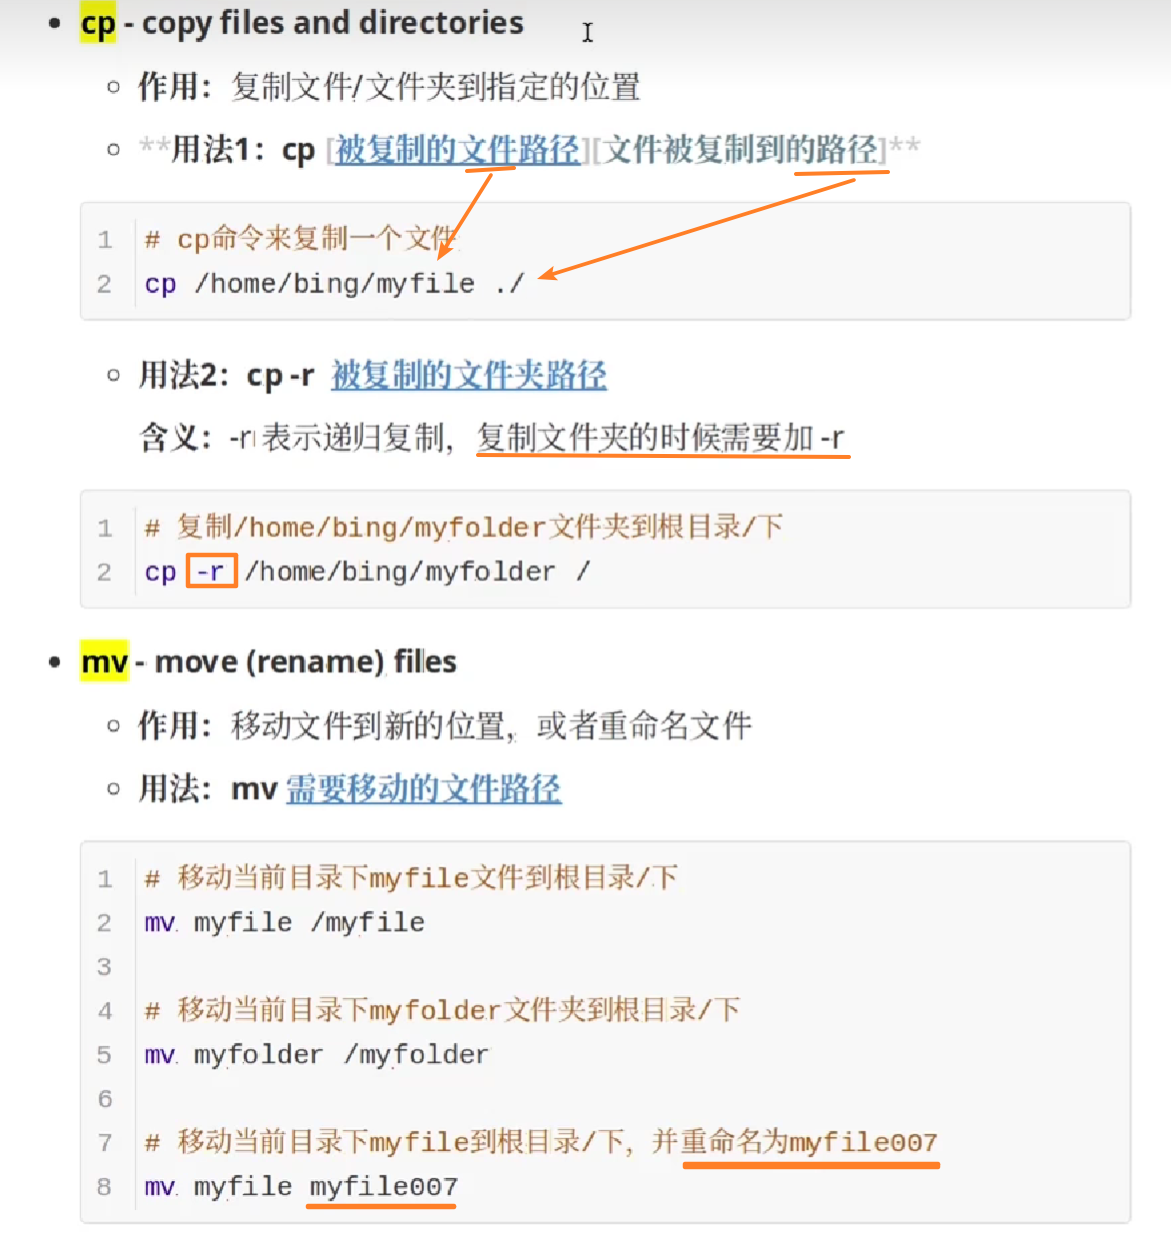 cp - copy files and directories
作用：复制文件/文件夹到指定的位置
**用法1：cp [被复制的文件路径][文件被复制到的路径]**
1 # cp命令来复制一个文件
2 cp /home/bing/myfile ./
用法2：cp -r 被复制的文件夹路径
含义：-r 表示递归复制，复制文件夹的时候需要加 -r
1 # 复制/home/bing/myfolder文件夹到根目录/下
2 cp -r /home/bing/myfolder /
mv - move (rename) files
作用：移动文件到新的位置，或者重命名文件
用法：mv 需要移动的文件路径
1 # 移动当前目录下myfile文件到根目录/下
2 mv myfile /myfile
3
4 # 移动当前目录下myfolder文件夹到根目录/下
5 mv myfolder /myfolder
6
7 # 移动当前目录下myfile到根目录/下，并重命名为myfile007
8 mv myfile myfile007